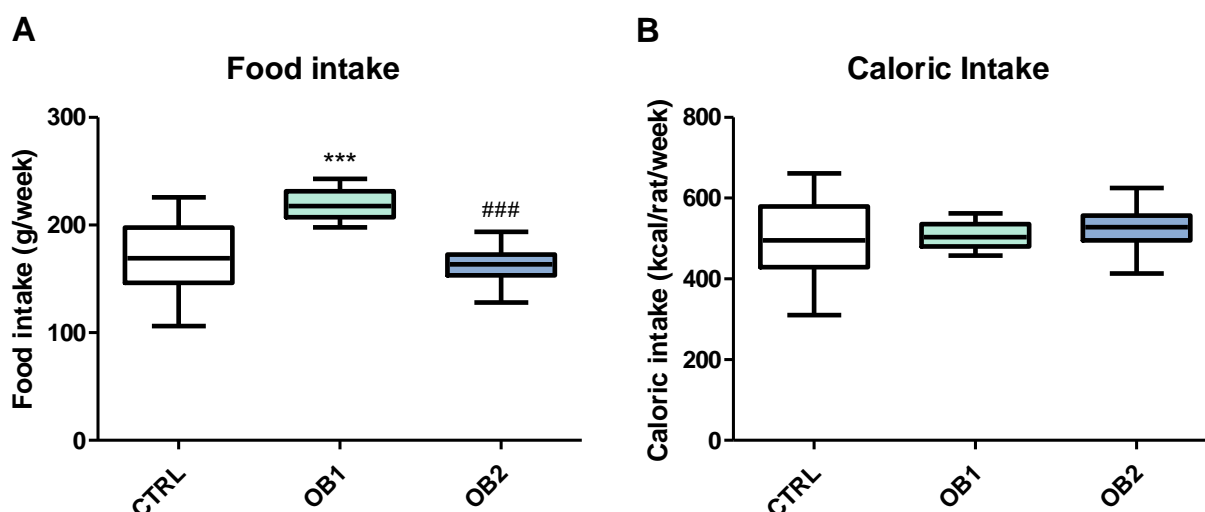 A
Food intake
Food intake (g/week)
300
200
100
0
***
###
CTRL
OB1
OB2
B
Caloric Intake
Caloric intake (kcal/rat/week)
800
600
400
200
0
CTRL
OB1
OB2